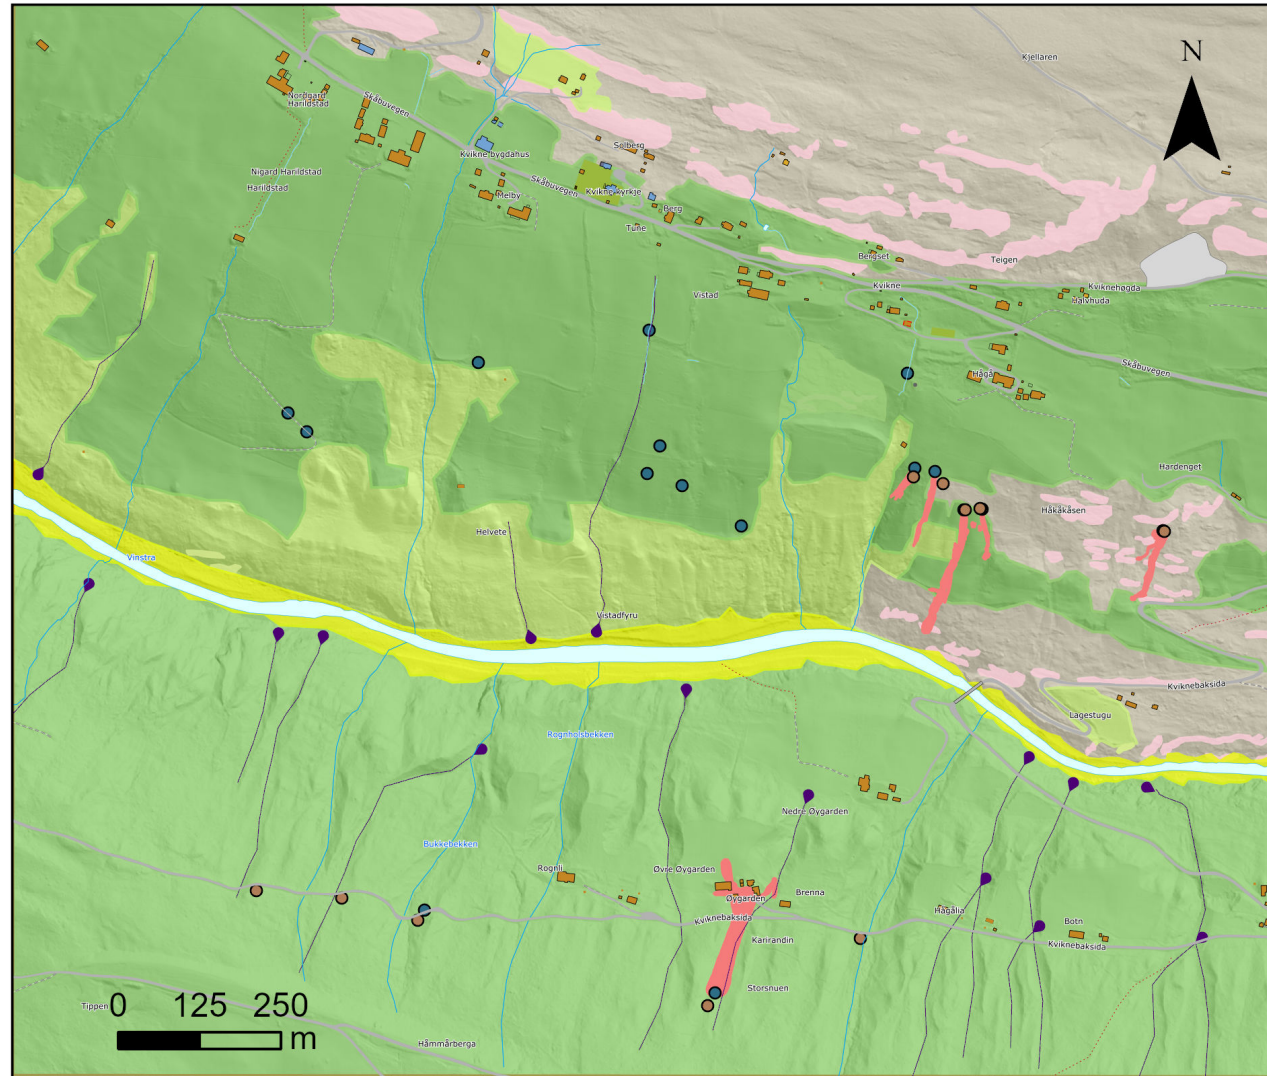 Kjellaren
N
Nordgard
Harildstad
Skåbuvegen
Solberg
Kvikne bygdahus
Nigard Harildstad
Harildstad
Skåbuvegen
Kvikne kyrkje
Melby
Berg
Tune
Bergset
Teigen
Kvikne
Kviknehøgda
Halvhuda
Vistad
Skåbuvegen
Hågå
Hardenget
Håkåkåsen
Helvete
Vinstra
Vistadfyru
Kviknebaksida
Lagestugu
Rognholsbekken
Nedre Øygarden
Bukkebekken
Rognli
Øvre Øygarden
Brenna
Øygarden
Kviknebaksida
Hågålia
Botn
Karirandin
Kviknebaksida
Storsnuen
Tippen
0 125 250
m
Håmmårberga